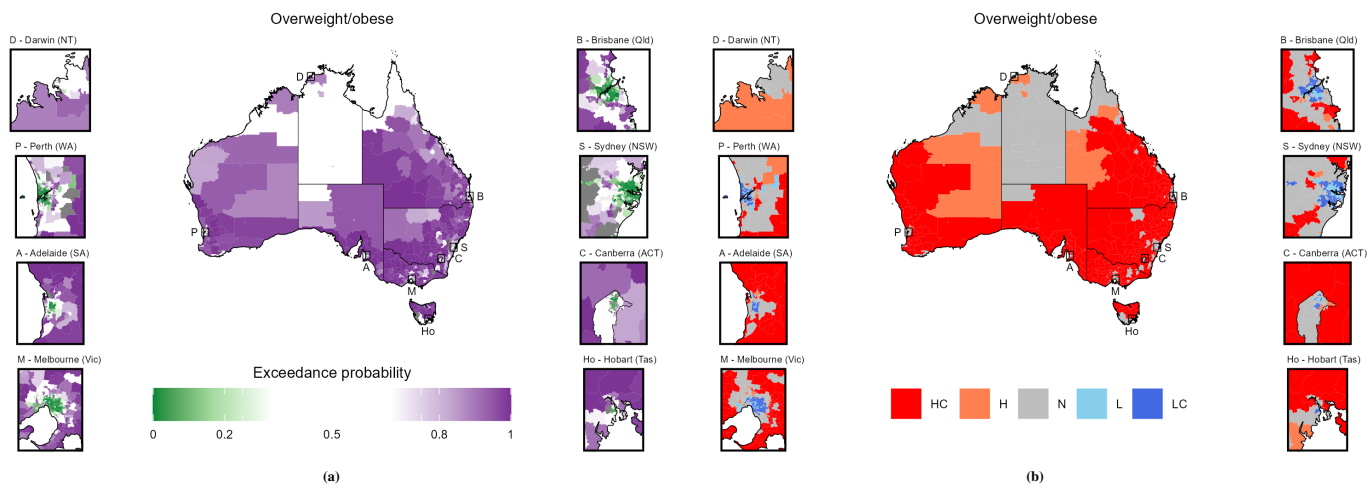 Overweight/obese
D - Darwin (NT)
P - Perth (WA)
A - Adelaide (SA)
M - Melbourne (Vic)
D
P
A
M
B
S
C
Ho
B - Brisbane (Qld)
S - Sydney (NSW)
C - Canberra (ACT)
Ho - Hobart (Tas)
Exceedance probability
0 0.2 0.5 0.8 1
(a)
Overweight/obese
D - Darwin (NT)
P - Perth (WA)
A - Adelaide (SA)
M - Melbourne (Vic)
D
P
A
M
B
S
C
Ho
B - Brisbane (Qld)
S - Sydney (NSW)
C - Canberra (ACT)
Ho - Hobart (Tas)
HC H N L LC
(b)